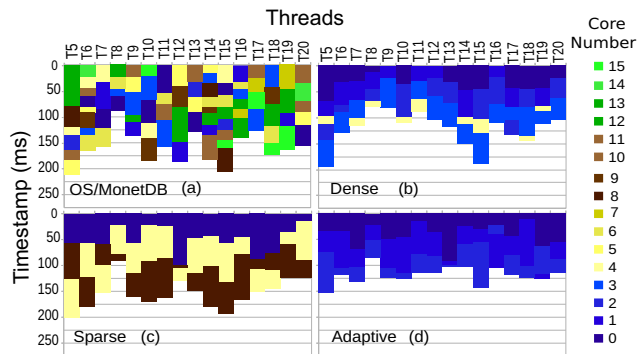 Threads
T5 T6 T7 T8 T9 T10 T11 T12 T13 T14 T15 T16 T17 T18 T19 T20
T5 T6 T7 T8 T9 T10 T11 T12 T13 T14 T15 T16 T17 T18 T19 T20
Core
Number
15
14
13
12
11
10
9
8
7
6
5
4
3
2
1
0
Timestamp (ms)
0
50
100
150
200
250
OS/MonetDB (a)
Dense (b)
0
50
100
150
200
250
Sparse (c)
Adaptive (d)